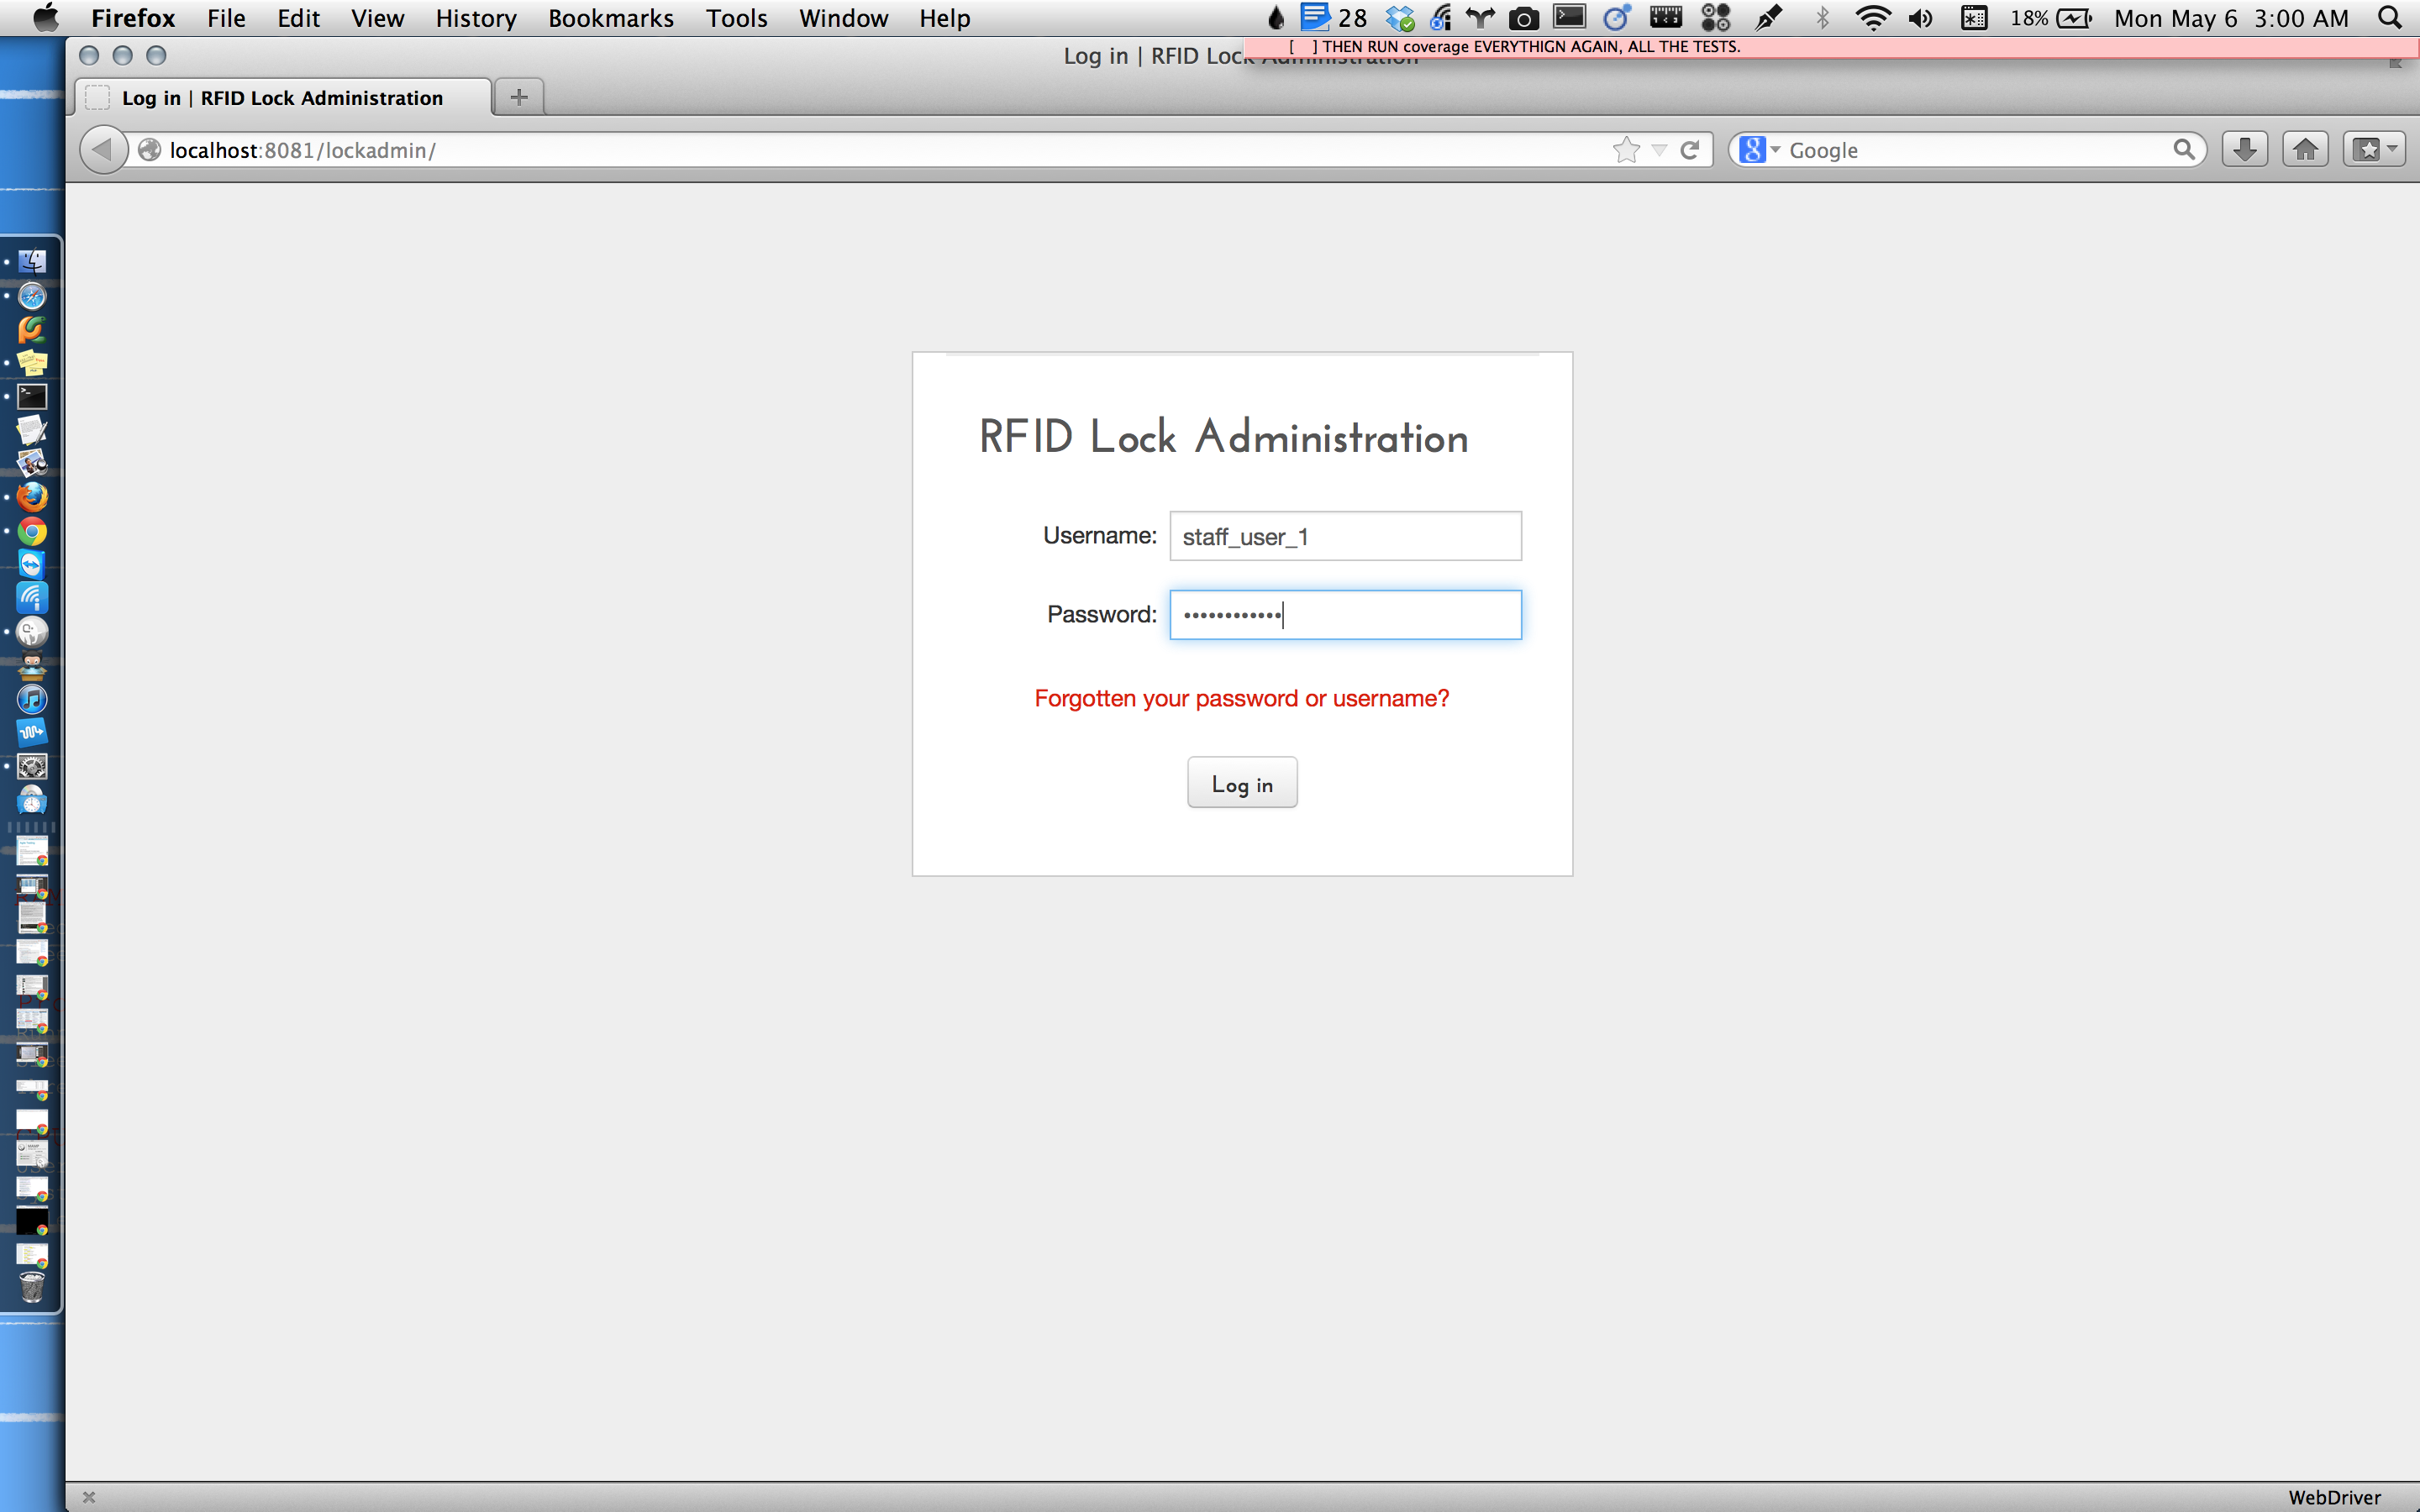 Firefox File Edit View History Bookmarks Tools Window Help 28 18% Mon May 6 3:00 AM
[ ] THEN RUN coverage EVERYTHIGN AGAIN, ALL THE TESTS.
Log in | RFID Lock Administration
Log in | RFID Lock Administration
localhost:8081/lockadmin/
Google
RFID Lock Administration
Username: staff_user_1
Password: ••••••••••••
Forgotten your password or username?
Log in
WebDriver